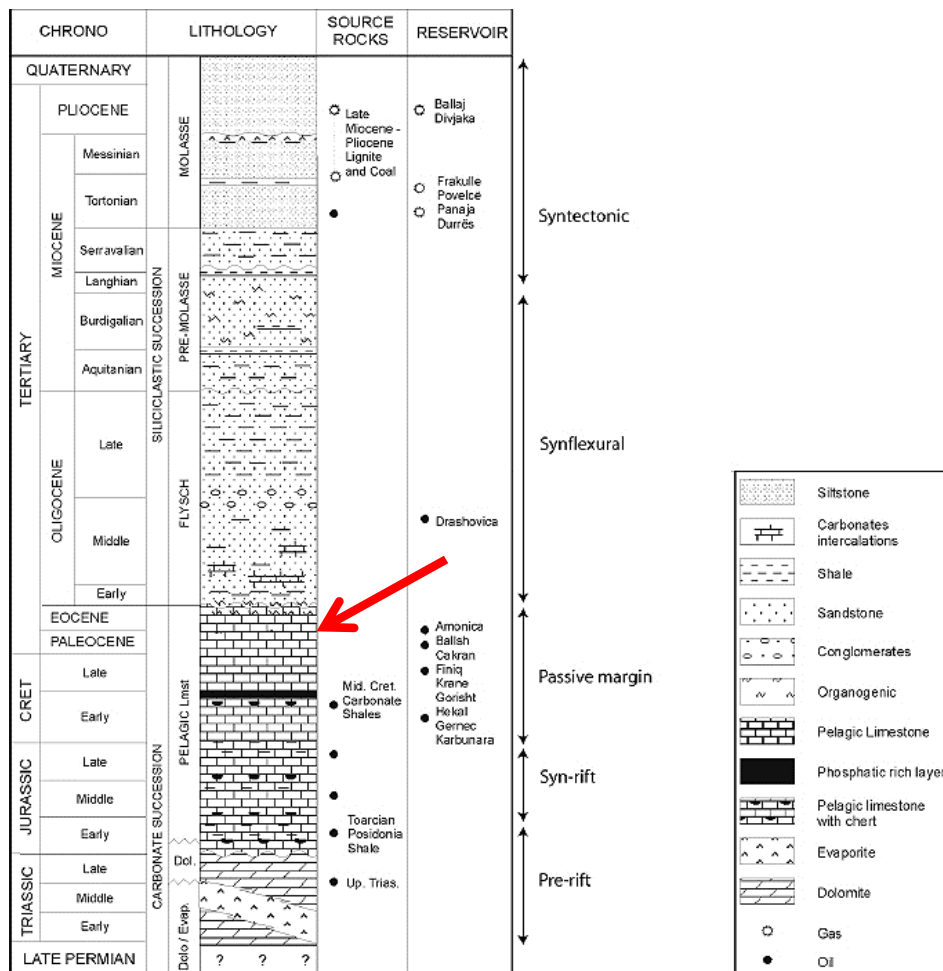 CHRONO
LITHOLOGY
SOURCE
ROCKS
RESERVOIR
QUATERNARY
TERTIARY
PLIOCENE
MIOCENE
Messinian
Tortonian
Serravalian
Langhian
Burdigalian
Aquitanian
OLIGOCENE
Late
Middle
Early
EOCENE
PALEOCENE
CRET
Late
Early
JURASSIC
Late
Middle
Early
TRIASSIC
Late
Middle
Early
LATE PERMIAN
SILICICLASTIC SUCCESSION
MOLASSE
PRE-MOLASSE
FLYSCH
CARBONATE SUCCESSION
PELAGIC Lmst
Dol.
Dolo / Evap.
? ? ?
Late
Miocene -
Pliocene
Lignite
and Coal
Mid. Cret.
Carbonate
Shales
Toarcian
Posidonia
Shale
Up. Trias.
Ballaj
Divjaka
Frakulle
Povelce
Panaja
Durrës
Drashovica
Amonica
Ballsh
Cakran
Finiq
Krane
Gorisht
Hekal
Gernec
Karbunara
Syntectonic
Synflexural
Passive margin
Syn-rift
Pre-rift
Siltstone
Carbonates
intercalations
Shale
Sandstone
Conglomerates
Organogenic
Pelagic Limestone
Phosphatic rich layer
Pelagic limestone
with chert
Evaporite
Dolomite
Gas
Oil